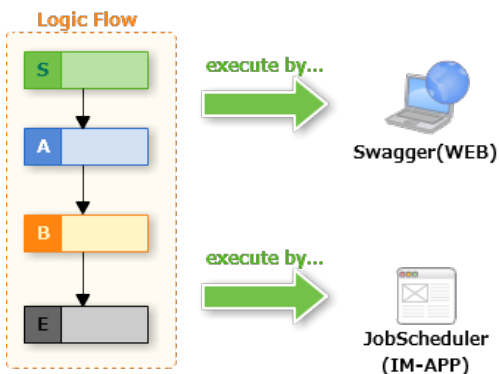 Logic Flow
S
A
B
E
execute by...
Swagger(WEB)
execute by...
JobScheduler
(IM-APP)